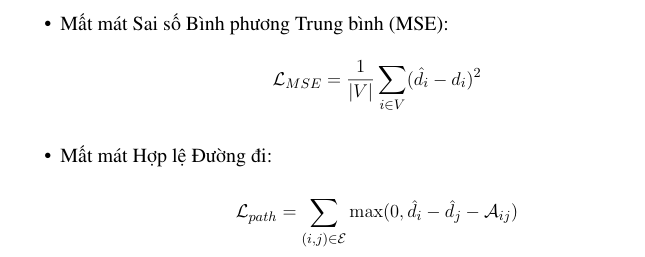 • Mất mát Sai số Bình phương Trung bình (MSE):
$\mathcal{L}_{MSE} = \frac{1}{|V|} \sum_{i \in V} (\hat{d}_i - d_i)^2$
• Mất mát Hợp lệ Đường đi:
$\mathcal{L}_{path} = \sum_{(i,j) \in \mathcal{E}} \max(0, \hat{d}_i - \hat{d}_j - \mathcal{A}_{ij})$